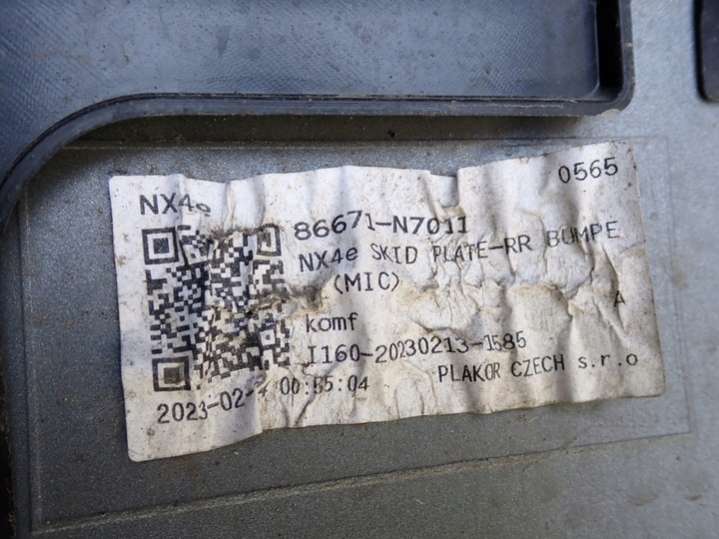 NX4e
0565
86671-N7011
NX4e SKID PLATE-RR BUMPE
(MIC)
A
komf
I160-20230213-1585
PLAKOR CZECH s.r.o
00:55:04